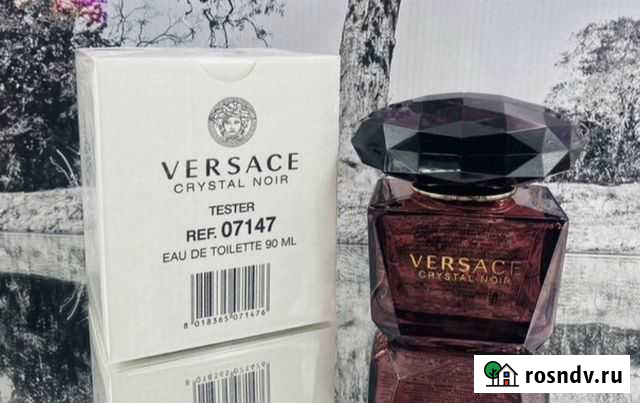 VERSACE
CRYSTAL NOIR
TESTER
REF. 07147
EAU DE TOILETTE 90 ML
8 018365 071476
VERSACE
CRYSTAL NOIR
rosndv.ru